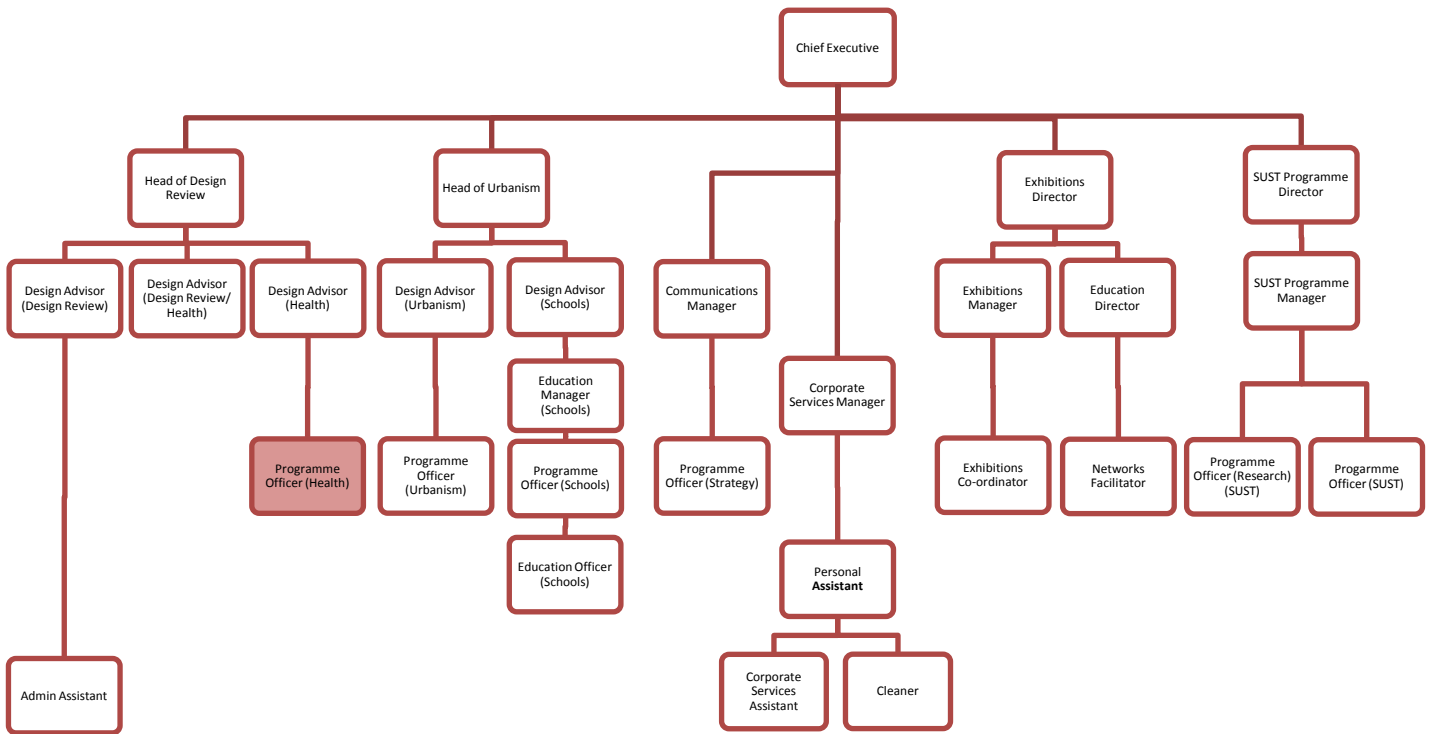 Chief Executive
Head of Design
Review
Head of Urbanism
Exhibitions
Director
SUST Programme
Director
Design Advisor
(Design Review)
Design Advisor
(Design Review/
Health)
Design Advisor
(Health)
Design Advisor
(Urbanism)
Design Advisor
(Schools)
Communications
Manager
Exhibitions
Manager
Education
Director
SUST Programme
Manager
Education
Manager
(Schools)
Corporate
Services Manager
Programme
Officer (Health)
Programme
Officer
(Urbanism)
Programme
Officer (Schools)
Programme
Officer (Strategy)
Exhibitions
Co-ordinator
Networks
Facilitator
Programme
Officer (Research)
(SUST)
Progarmme
Officer (SUST)
Education Officer
(Schools)
Personal
Assistant
Admin Assistant
Corporate
Services
Assistant
Cleaner